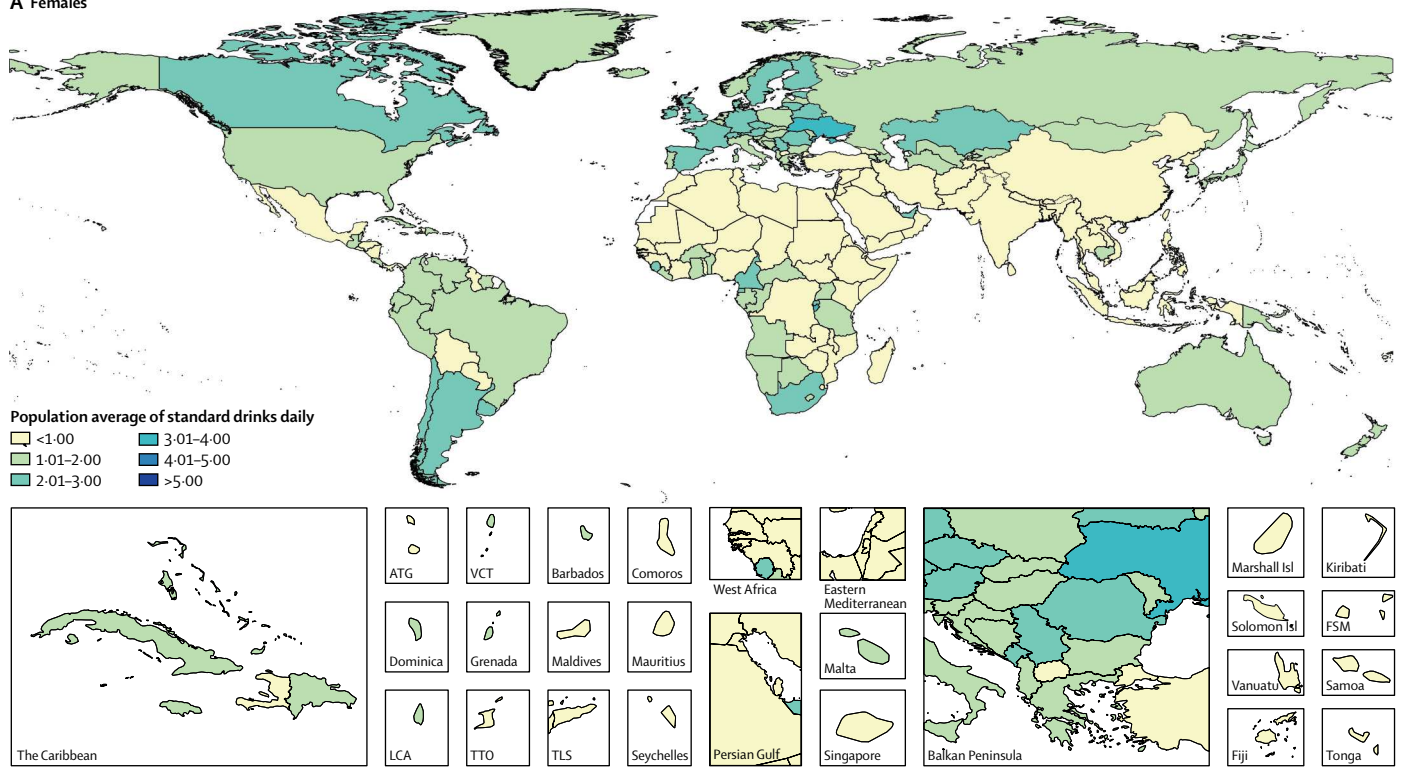 A Females
Population average of standard drinks daily
<1·00
1·01–2·00
2·01–3·00
3·01–4·00
4·01–5·00
>5·00
The Caribbean
ATG
VCT
Barbados
Comoros
Dominica
Grenada
Maldives
Mauritius
LCA
TTO
TLS
Seychelles
West Africa
Eastern
Mediterranean
Persian Gulf
Malta
Singapore
Balkan Peninsula
Marshall Isl
Kiribati
Solomon Isl
FSM
Vanuatu
Samoa
Fiji
Tonga